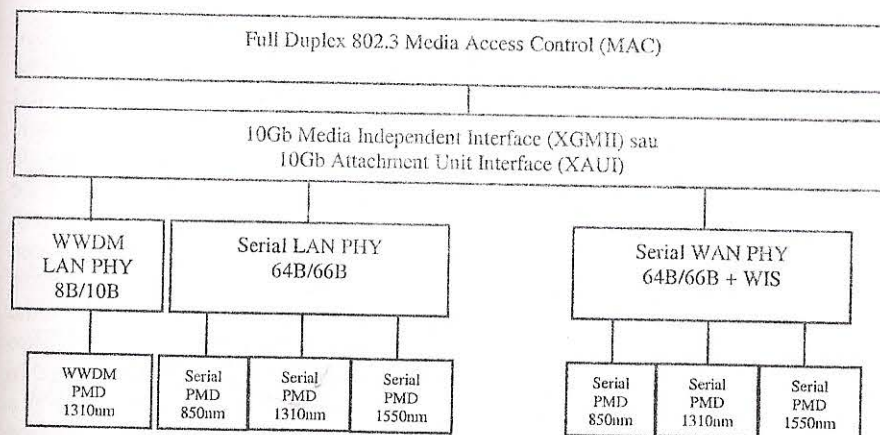 Full Duplex 802.3 Media Access Control (MAC)
10Gb Media Independent Interface (XGMII) sau
10Gb Attachment Unit Interface (XAUI)
WWDM
LAN PHY
8B/10B
Serial LAN PHY
64B/66B
Serial WAN PHY
64B/66B + WIS
WWDM
PMD
1310nm
Serial
PMD
850nm
Serial
PMD
1310nm
Serial
PMD
1550nm
Serial
PMD
850nm
Serial
PMD
1310nm
Serial
PMD
1550nm